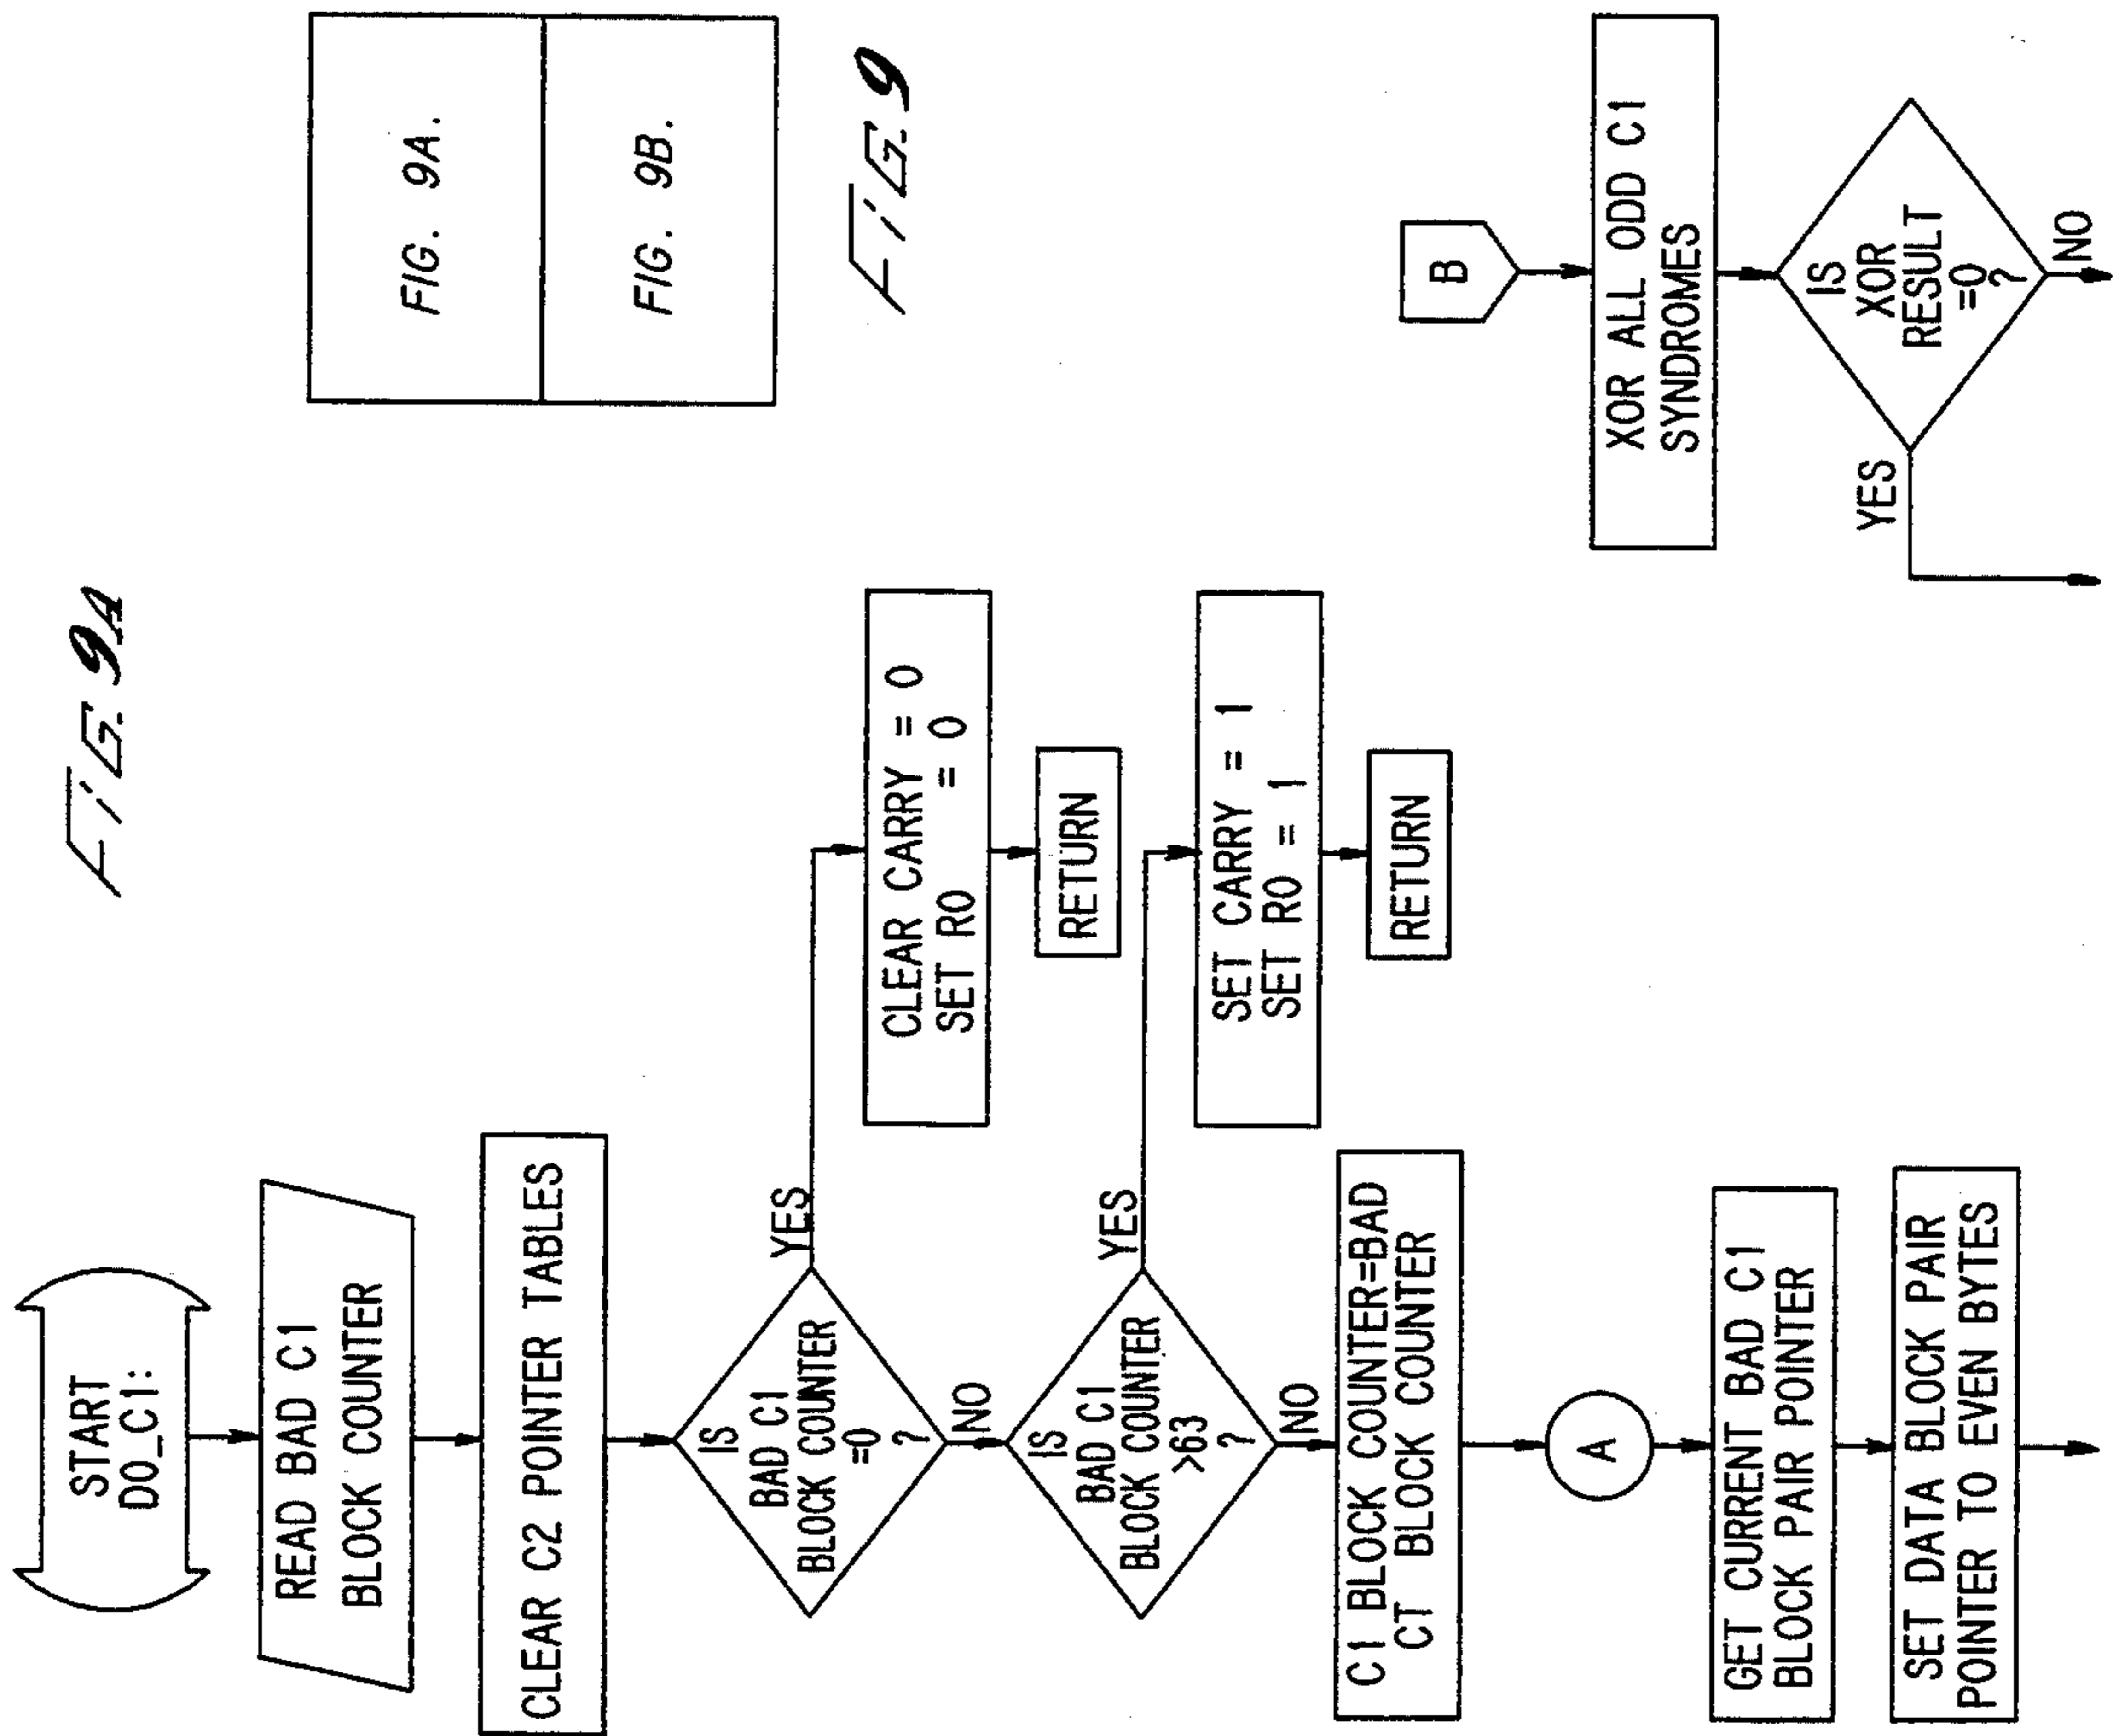 FIG. 9A
START
DO_C1:
READ BAD C1
BLOCK COUNTER
CLEAR C2 POINTER TABLES
IS
BAD C1
BLOCK COUNTER
=0
?
YES
NO
CLEAR CARRY = 0
SET R0 = 0
RETURN
IS
BAD C1
BLOCK COUNTER
>63
?
YES
NO
SET CARRY = 1
SET R0 = 1
RETURN
C1 BLOCK COUNTER=BAD
CT BLOCK COUNTER
A
GET CURRENT BAD C1
BLOCK PAIR POINTER
SET DATA BLOCK PAIR
POINTER TO EVEN BYTES
FIG. 9A.
FIG. 9B.
FIG. 9
B
XOR ALL ODD C1
SYNDROMES
IS
XOR
RESULT
=0
?
YES
NO